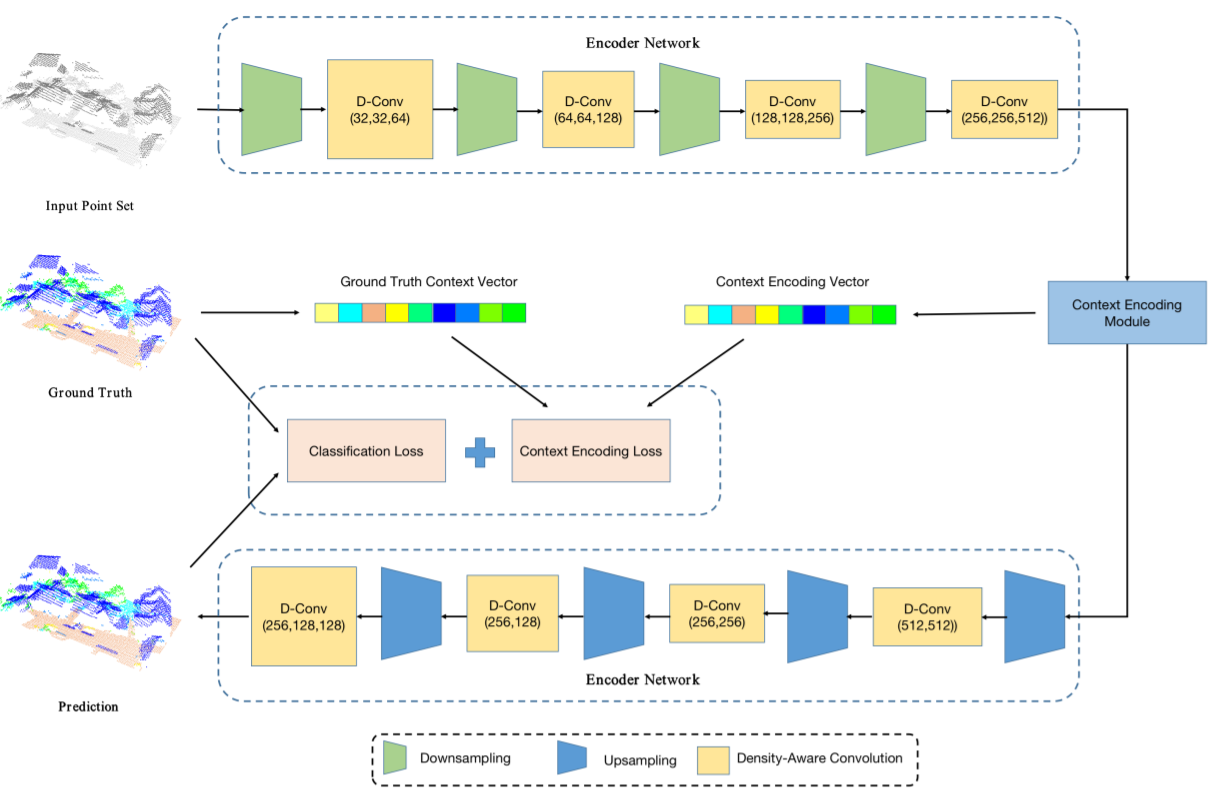 Encoder Network
D-Conv
(32,32,64)
D-Conv
(64,64,128)
D-Conv
(128,128,256)
D-Conv
(256,256,512))
Input Point Set
Ground Truth Context Vector
Context Encoding Vector
Context Encoding
Module
Ground Truth
Classification Loss
Context Encoding Loss
D-Conv
(256,128,128)
D-Conv
(256,128)
D-Conv
(256,256)
D-Conv
(512,512))
Encoder Network
Prediction
Downsampling
Upsampling
Density-Aware Convolution